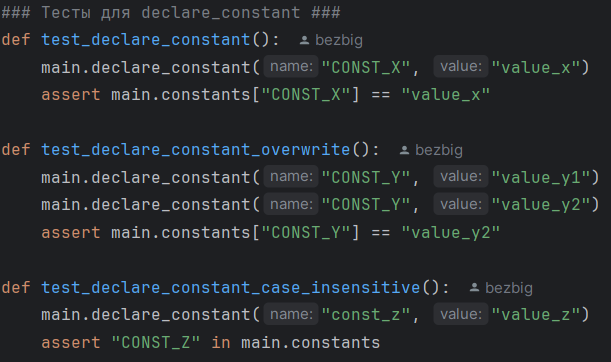 ### Тесты для declare_constant ###
def test_declare_constant(): bezbig
main.declare_constant( name: "CONST_X", value: "value_x")
assert main.constants["CONST_X"] == "value_x"
def test_declare_constant_overwrite(): bezbig
main.declare_constant( name: "CONST_Y", value: "value_y1")
main.declare_constant( name: "CONST_Y", value: "value_y2")
assert main.constants["CONST_Y"] == "value_y2"
def test_declare_constant_case_insensitive(): bezbig
main.declare_constant( name: "const_z", value: "value_z")
assert "CONST_Z" in main.constants